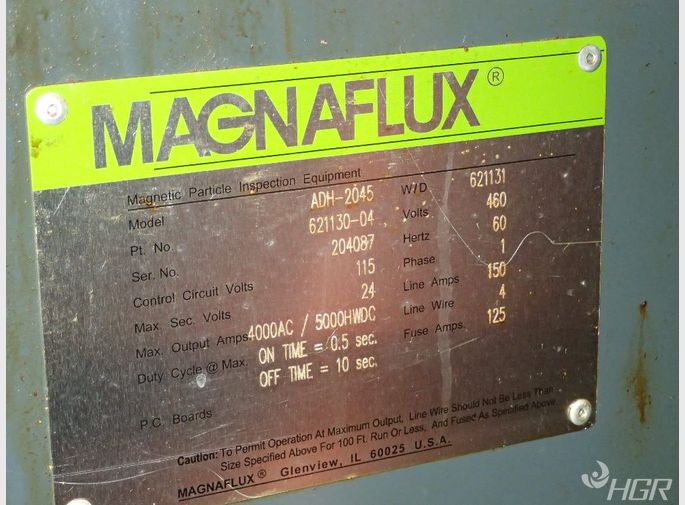 MAGNAFLUX®
Magnetic Particle Inspection Equipment
Model ADH-2045 W/D 621131
Pt. No. 621130-04 Volts 460
Ser. No. 204087 Hertz 60
Control Circuit Volts 115 Phase 1
Max. Sec. Volts 24 Line Amps 150
Max. Output Amps 4000AC / 5000HWDC Line Wire 4
Duty Cycle @ Max. ON TIME = 0.5 sec. Fuse Amps. 125
OFF TIME = 10 sec.
P.C. Boards
Caution: To Permit Operation At Maximum Output, Line Wire Should Not Be Less Than
Size Specified Above For 100 Ft. Run Or Less, And Fused As Specified Above.
MAGNAFLUX® Glenview, IL 60025 U.S.A.
HGR